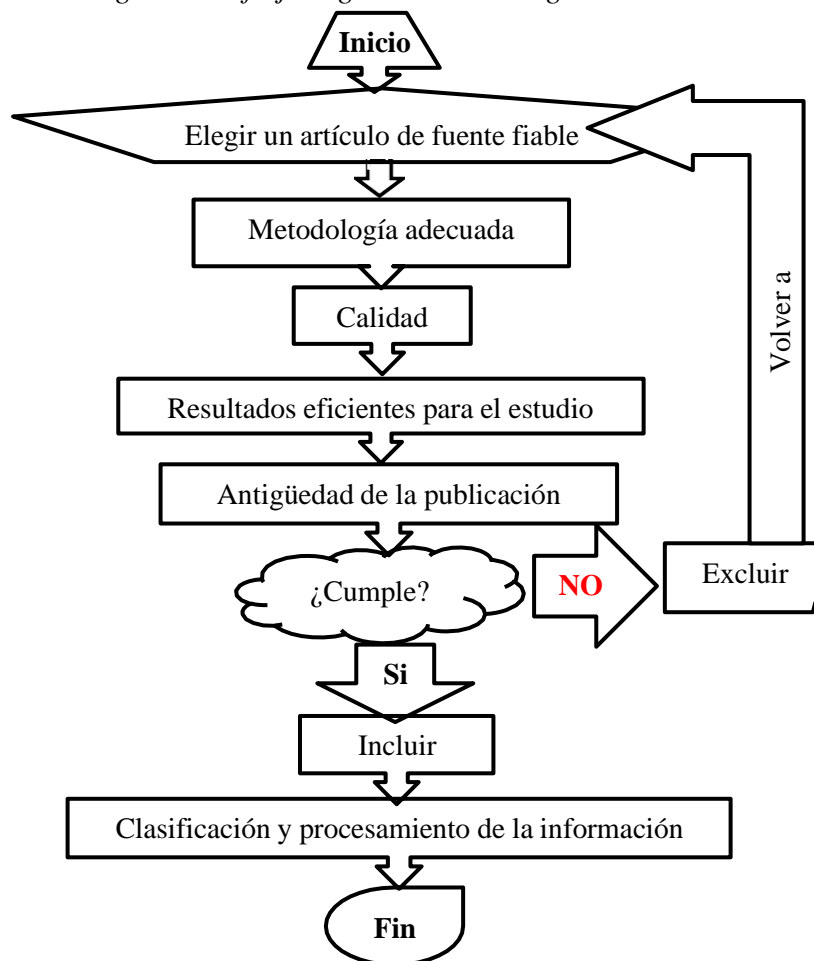 Inicio
Elegir un artículo de fuente fiable
Metodología adecuada
Calidad
Volver a
Resultados eficientes para el estudio
Antigüedad de la publicación
¿Cumple?
NO
Excluir
Si
Incluir
Clasificación y procesamiento de la información
Fin